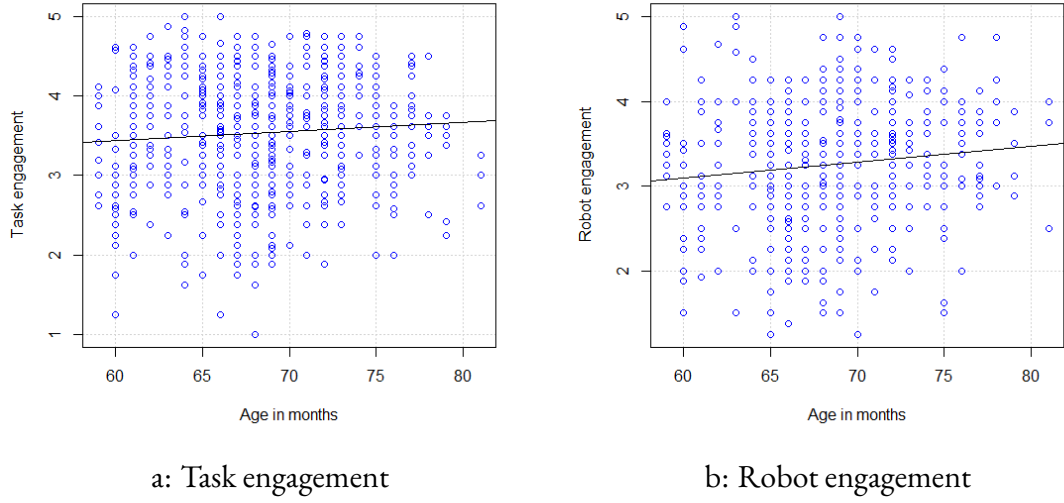 5
4
3
2
1
Task engagement
60 65 70 75 80
Age in months
a: Task engagement
5
4
3
2
Robot engagement
60 65 70 75 80
Age in months
b: Robot engagement